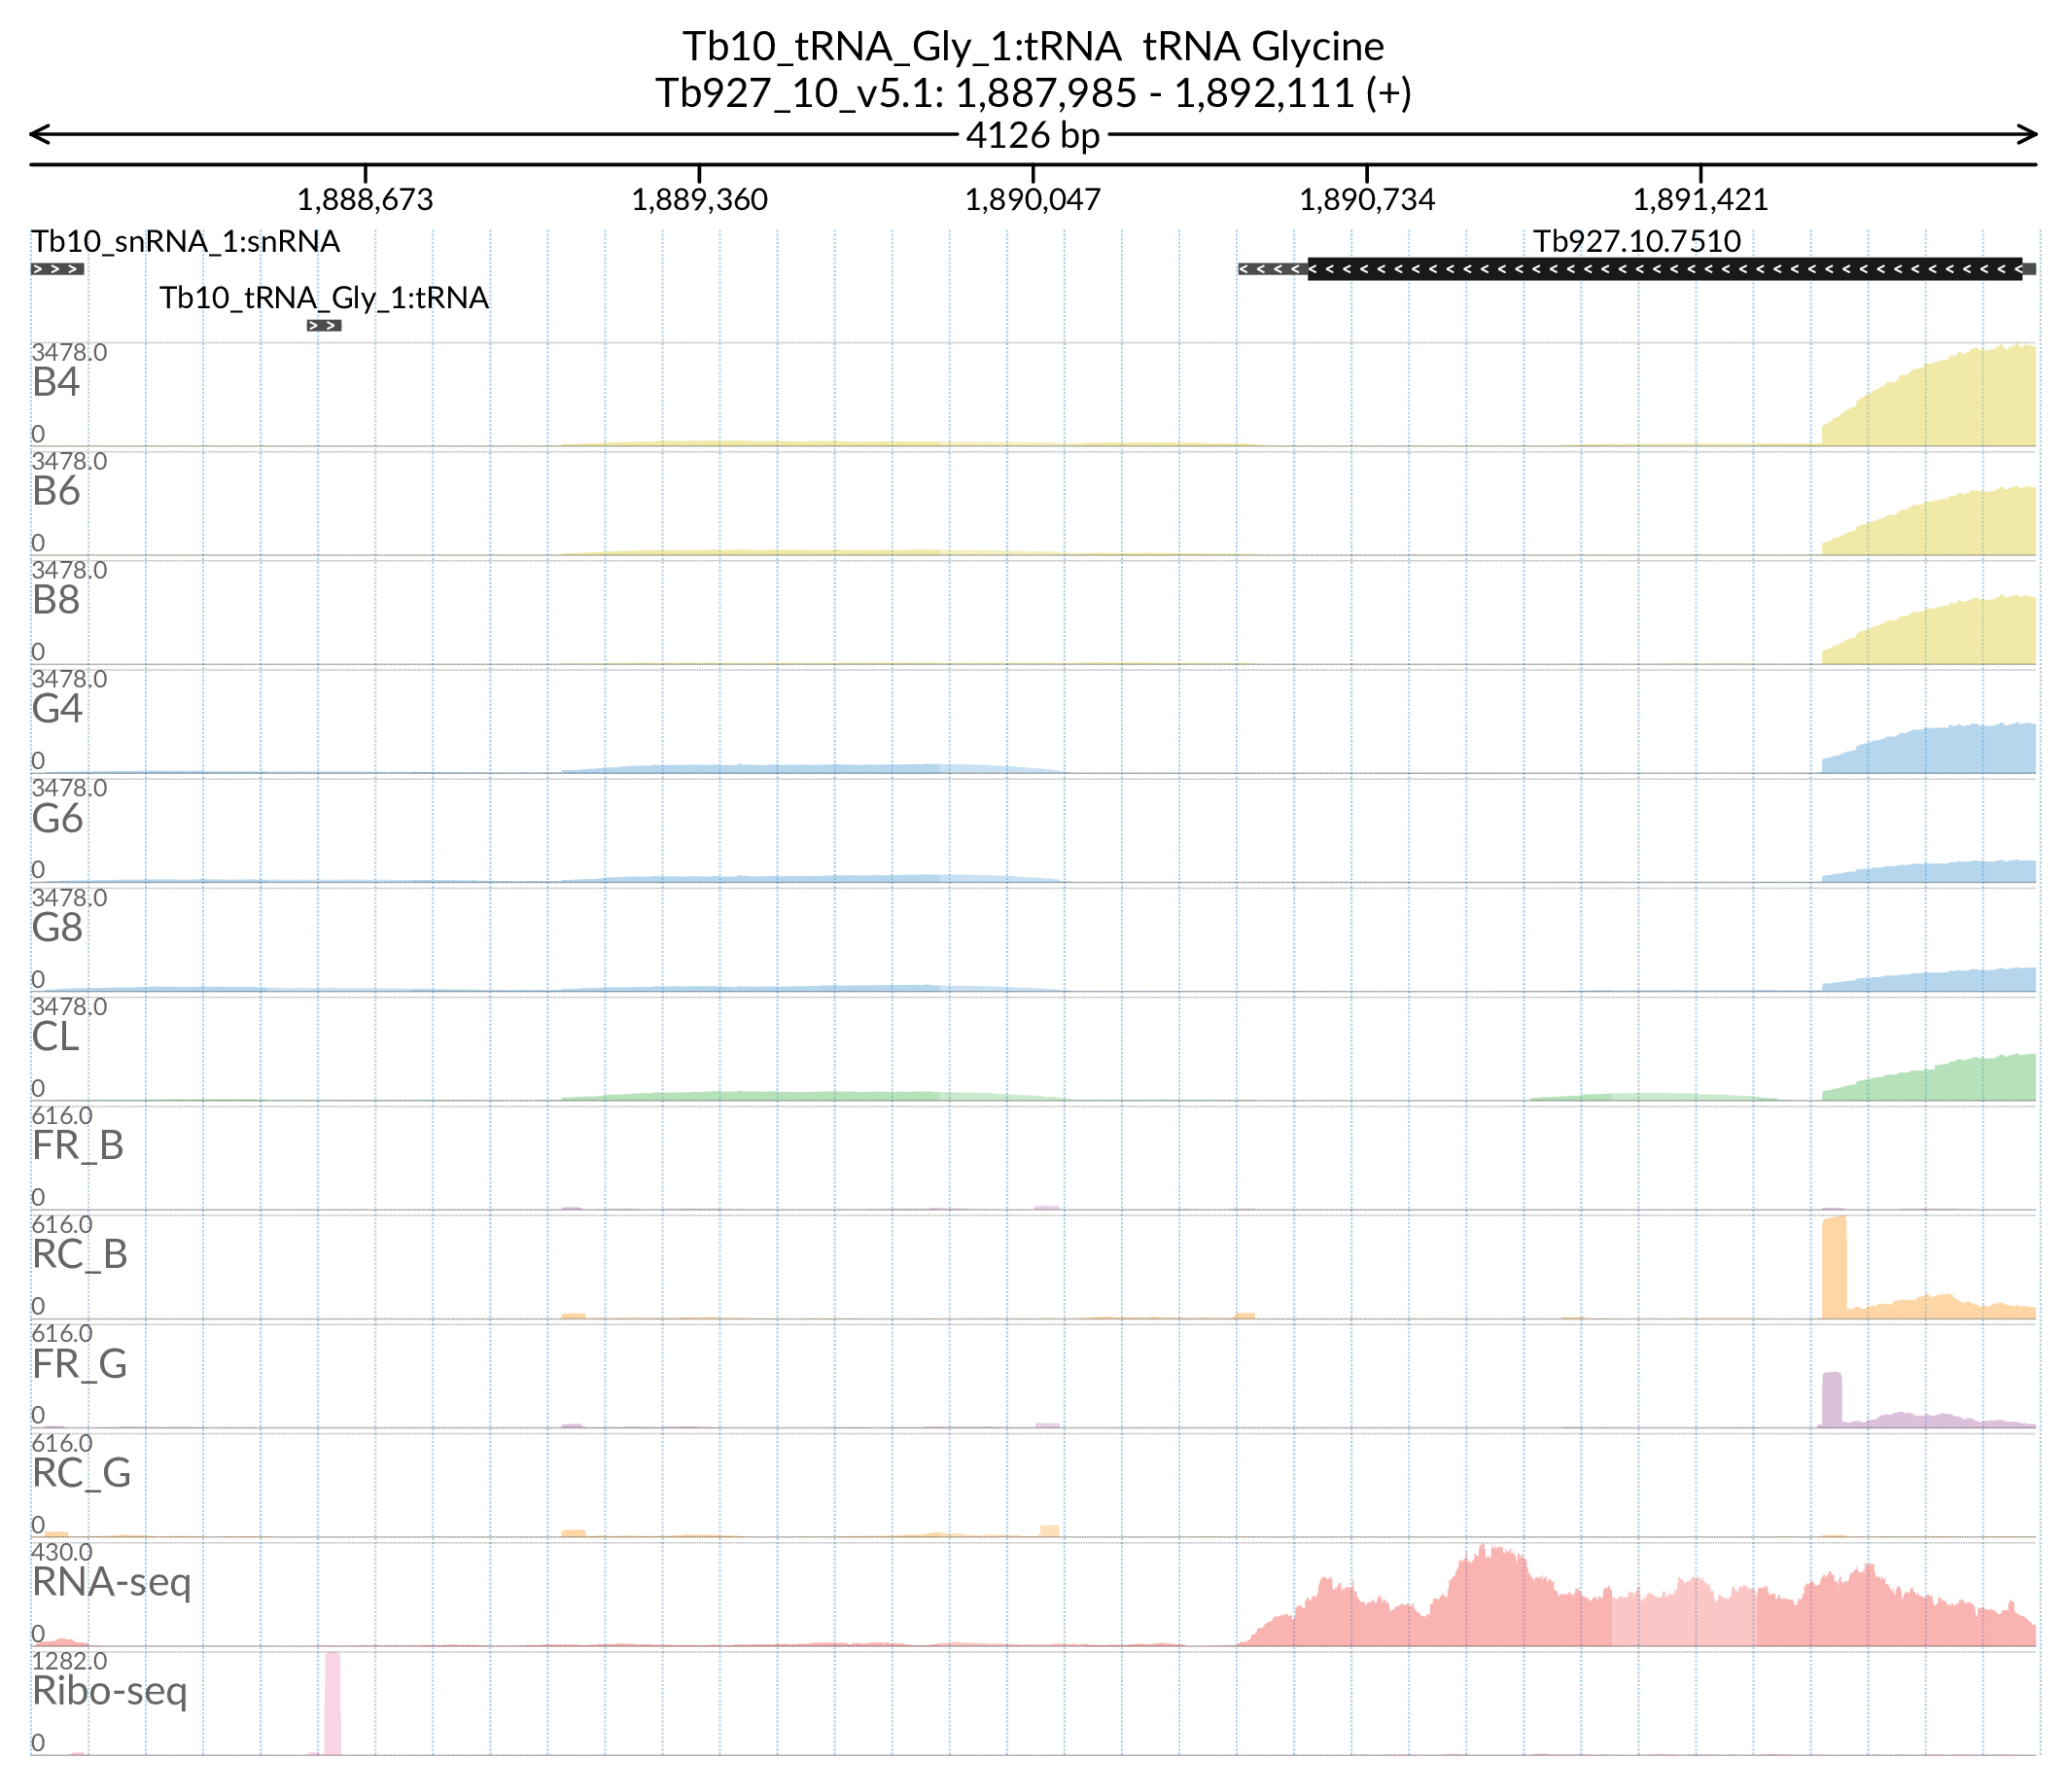 Tb10_tRNA_Gly_1:tRNA tRNA Glycine
Tb927_10_v5.1: 1,887,985 - 1,892,111 (+)
4126 bp
1,888,673 1,889,360 1,890,047 1,890,734 1,891,421
Tb10_snRNA_1:snRNA Tb927.10.7510
Tb10_tRNA_Gly_1:tRNA
3478.0
B4
0
3478.0
B6
0
3478.0
B8
0
3478.0
G4
0
3478.0
G6
0
3478.0
G8
0
3478.0
CL
0
616.0
FR_B
0
616.0
RC_B
0
616.0
FR_G
0
616.0
RC_G
0
430.0
RNA-seq
0
1282.0
Ribo-seq
0